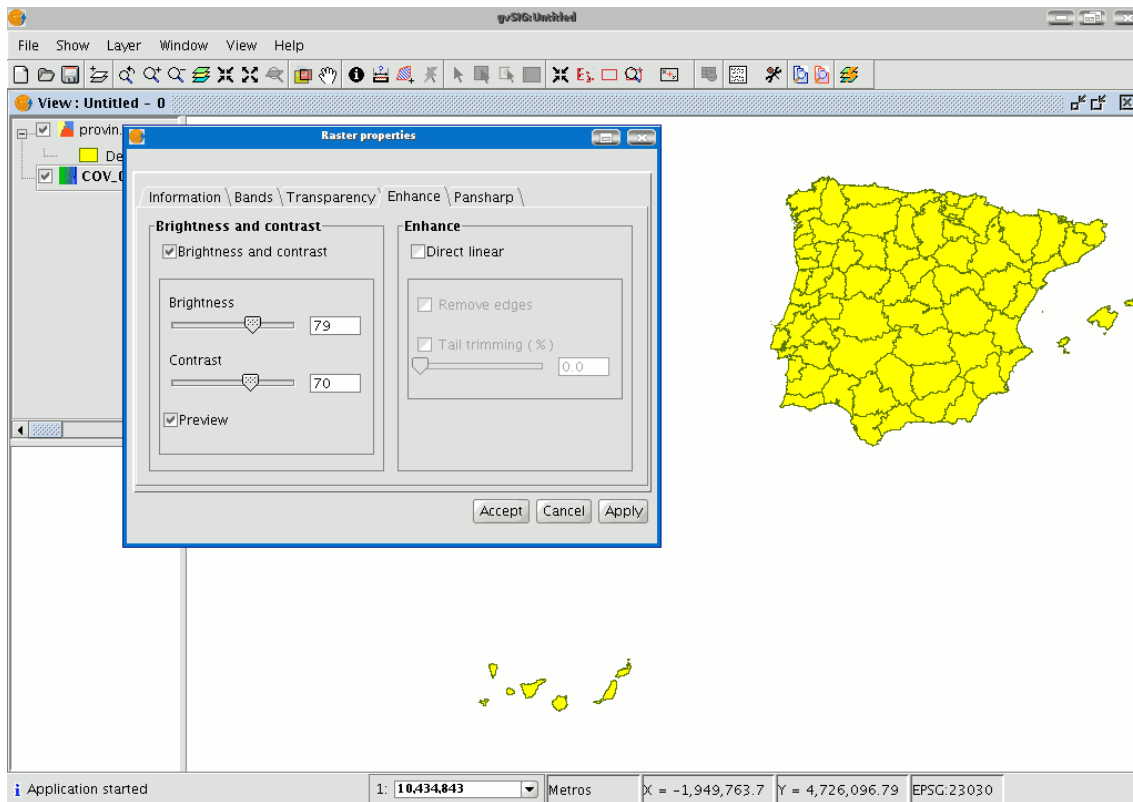 gvSIG:Untitled
File Show Layer Window View Help
View : Untitled - 0
provin.
De
COV_0
Raster properties
Information Bands Transparency Enhance Pansharp
Brightness and contrast
Brightness and contrast
Brightness
79
Contrast
70
Preview
Enhance
Direct linear
Remove edges
Tail trimming (%)
0.0
Accept Cancel Apply
i Application started
1: 10,434,843
Metros
X = -1,949,763.7
Y = 4,726,096.79
EPSG:23030